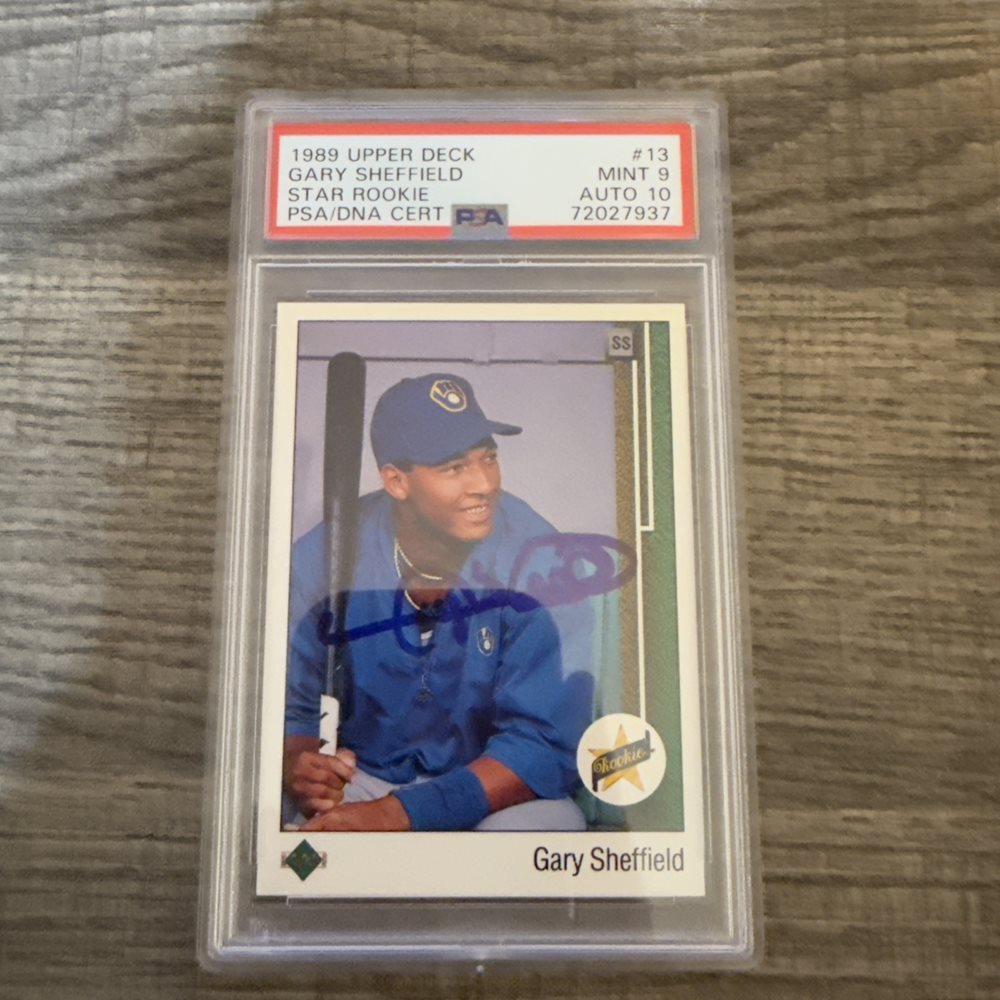 1989 UPPER DECK #13
GARY SHEFFIELD MINT 9
STAR ROOKIE AUTO 10
PSA/DNA CERT PSA 72027937
SS
Rookie
Gary Sheffield